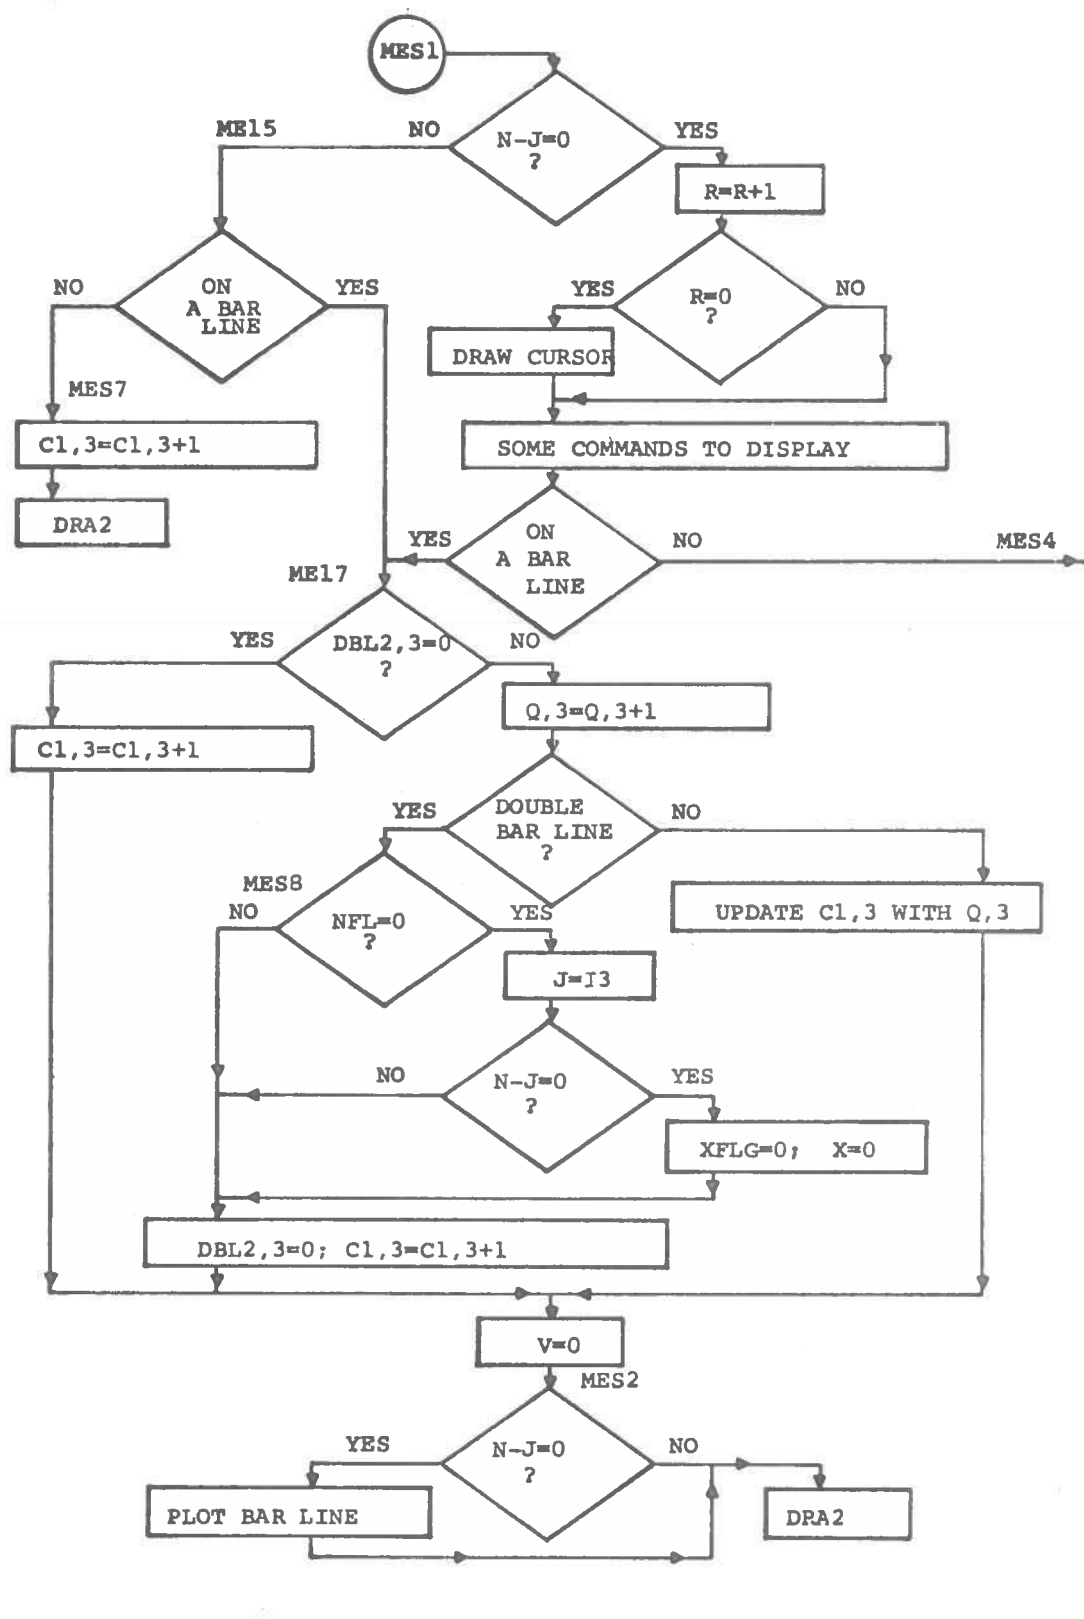 MES1
N-J=0
?
ME15
NO
YES
R=R+1
ON
A BAR
LINE
NO
YES
R=0
?
YES
NO
DRAW CURSOR
MES7
C1,3=C1,3+1
SOME COMMANDS TO DISPLAY
DRA2
ON
A BAR
LINE
YES
NO
MES4
ME17
DBL2,3=0
?
YES
NO
Q,3=Q,3+1
C1,3=C1,3+1
DOUBLE
BAR LINE
?
YES
NO
MES8
NO
NFL=0
?
YES
UPDATE C1,3 WITH Q,3
J=I3
N-J=0
?
NO
YES
XFLG=0; X=0
DBL2,3=0; C1,3=C1,3+1
V=0
MES2
N-J=0
?
YES
NO
PLOT BAR LINE
DRA2